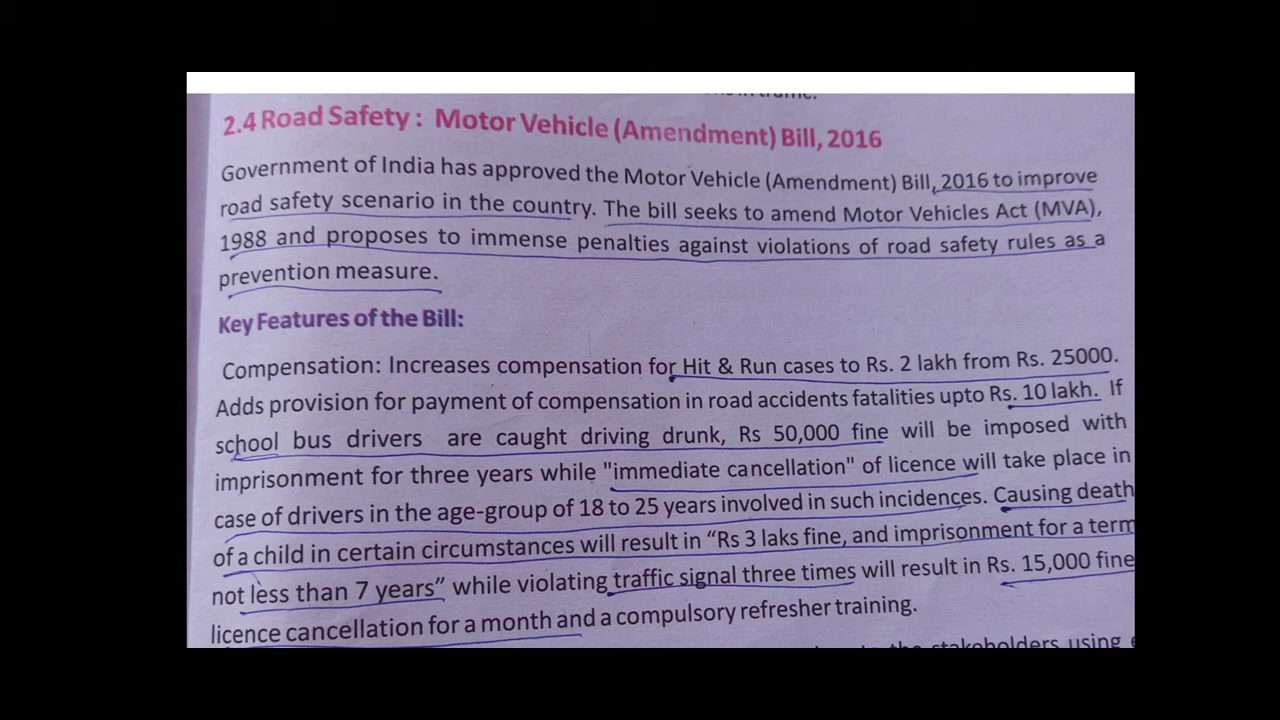 2.4 Road Safety : Motor Vehicle (Amendment) Bill, 2016
Government of India has approved the Motor Vehicle (Amendment) Bill, 2016 to improve
road safety scenario in the country. The bill seeks to amend Motor Vehicles Act (MVA),
1988 and proposes to immense penalties against violations of road safety rules as a
prevention measure.
Key Features of the Bill:
Compensation: Increases compensation for Hit & Run cases to Rs. 2 lakh from Rs. 25000.
Adds provision for payment of compensation in road accidents fatalities upto Rs. 10 lakh. If
school bus drivers are caught driving drunk, Rs 50,000 fine will be imposed with
imprisonment for three years while "immediate cancellation" of licence will take place in
case of drivers in the age-group of 18 to 25 years involved in such incidences. Causing death
of a child in certain circumstances will result in “Rs 3 laks fine, and imprisonment for a term
not less than 7 years” while violating traffic signal three times will result in Rs. 15,000 fine
licence cancellation for a month and a compulsory refresher training.
the stakeholders using